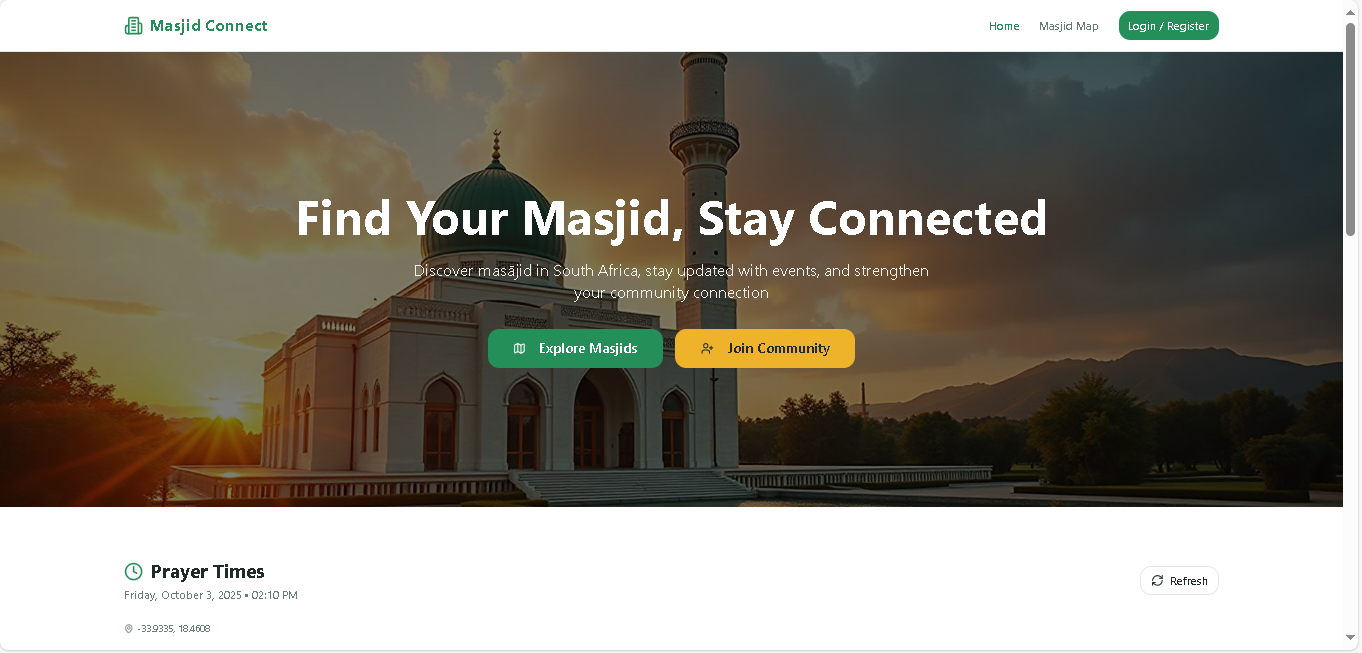 Masjid Connect
Home
Masjid Map
Login / Register
Find Your Masjid, Stay Connected
Discover masājid in South Africa, stay updated with events, and strengthen
your community connection
Explore Masjids
Join Community
Prayer Times
Refresh
Friday, October 3, 2025 • 02:10 PM
-33.9335, 18.4608